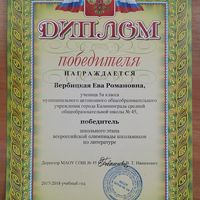 ДИПЛОМ
победителя
НАГРАЖДАЕТСЯ
Вербицкая Ева Романовна,
ученица 5а класса
муниципального автономного общеобразовательного
учреждения города Калининграда средней
общеобразовательной школы № 45,
победитель
школьного этапа
всероссийской олимпиады школьников
по литературе
Директор МАОУ СОШ № 45
2017-2018 учебный год